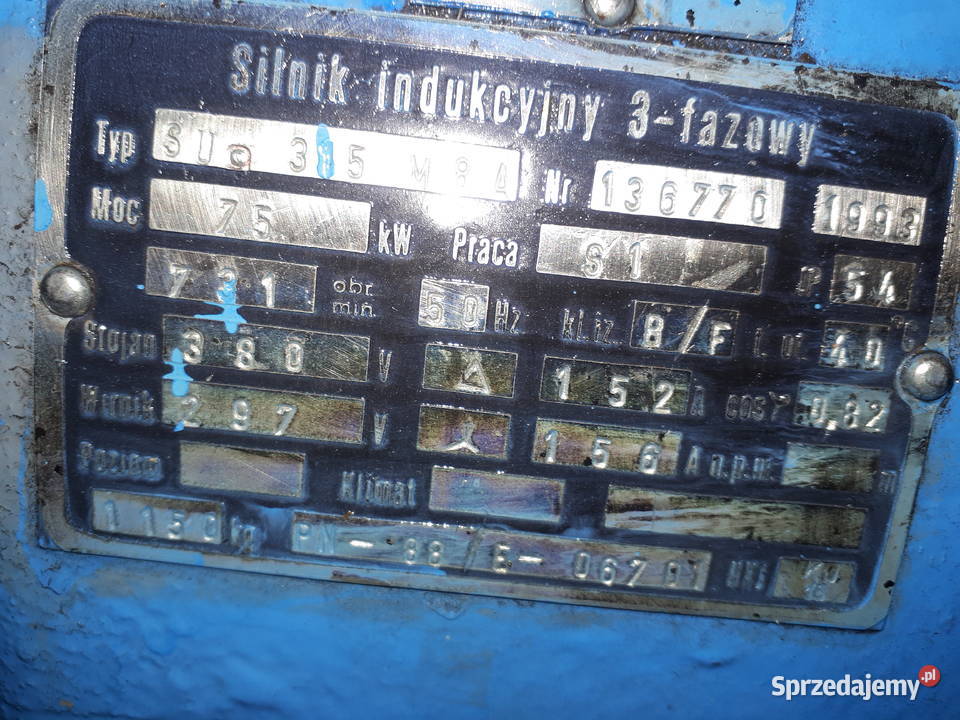 Silnik indukcyjny 3-fazowy
Typ SUg 315 M8A Nr 136770 1993
Moc 75 kW Praca S1 IP 54
731 obr/min 50 Hz kl.iz. B/F t. ot. 40 °C
Stojan 380 V Δ 152 A cosφ 0,82
Wirnik 297 V 156 A n.p.m. m
Poziom Klimat
1150 kg PN-88/E-06701
Sprzedajemy.pl